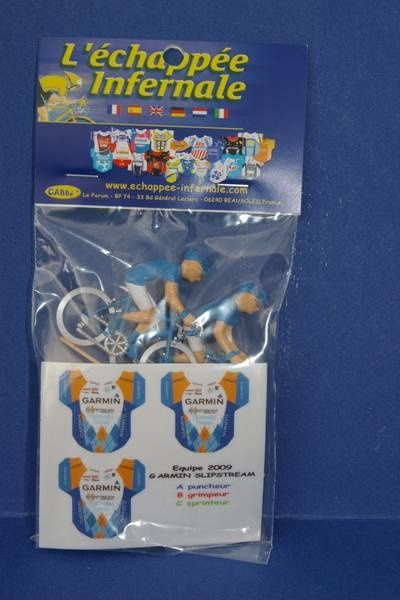 L'échappée
Infernale
www.echappee-infernale.com
GABBé
Le Forum - BP 74 - 33 Bd Général Leclerc - 06240 BEAUSOLEIL France
GARMIN
GARMIN
Equipe 2009
GARMIN SLIPSTREAM
GARMIN
A puncheur
B grimpeur
C sprinteur